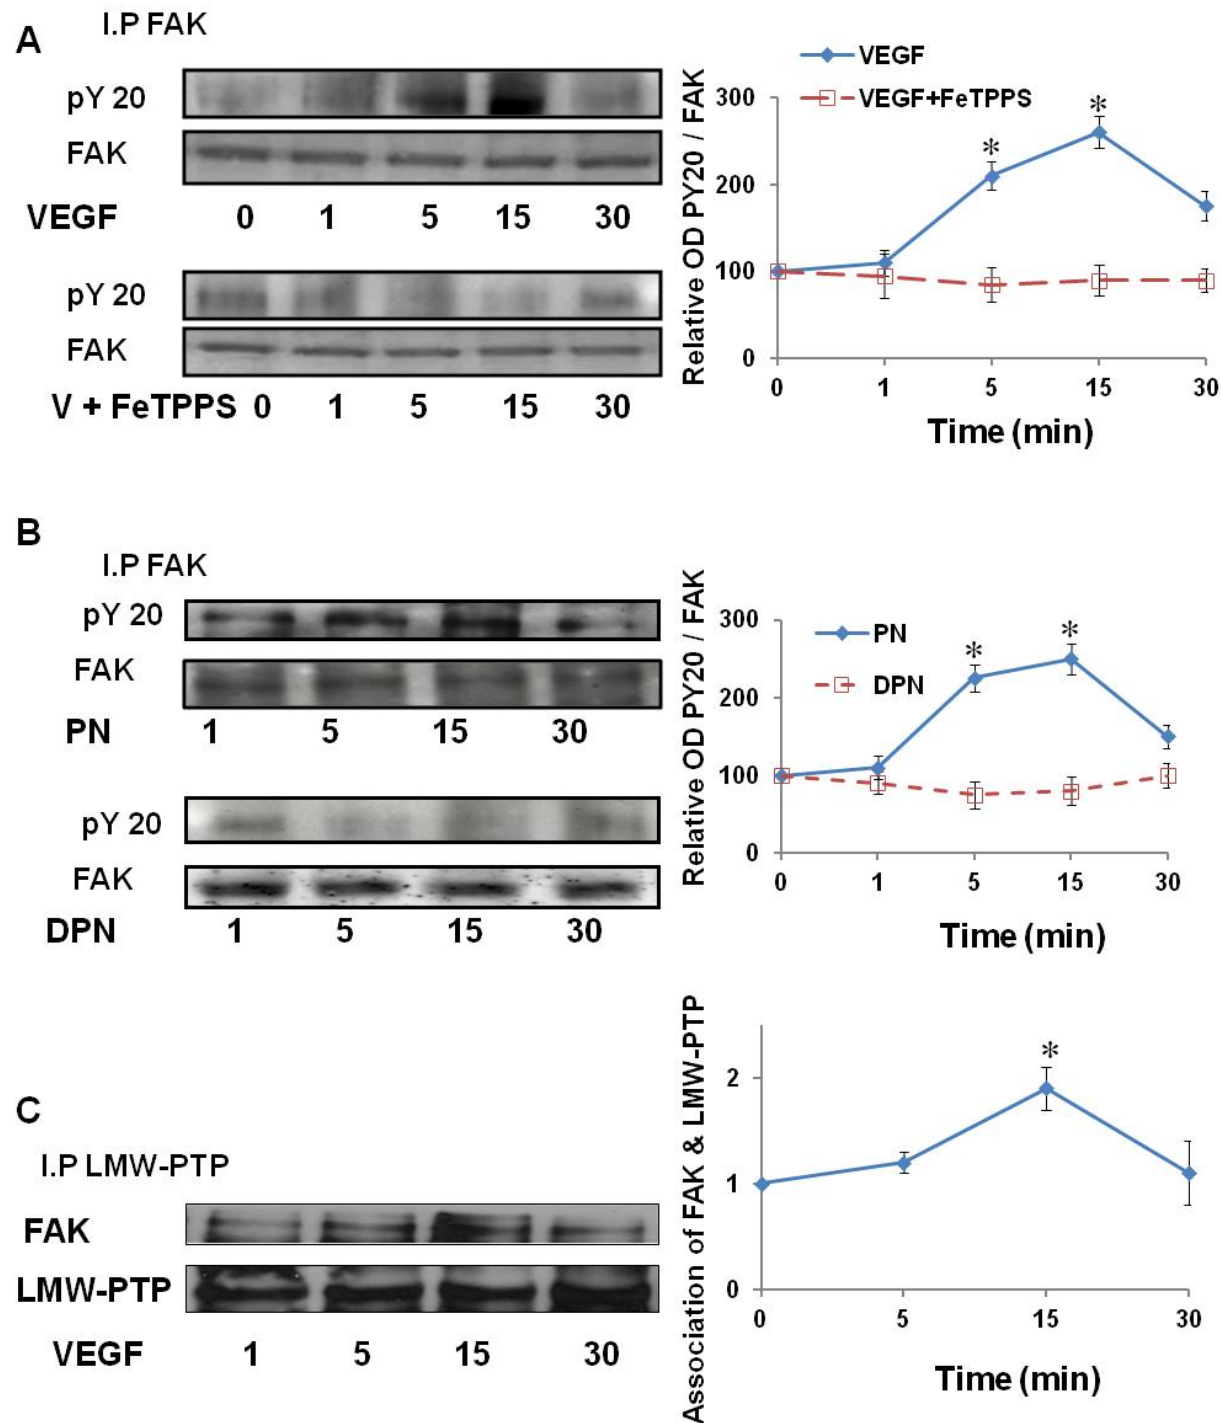 A
I.P FAK
pY 20
FAK
VEGF 0 1 5 15 30
pY 20
FAK
V + FeTPPS 0 1 5 15 30
VEGF
VEGF+FeTPPS
Relative OD PY20 / FAK
300
200
100
0
*
*
0 1 5 15 30
Time (min)
B
I.P FAK
pY 20
FAK
PN 1 5 15 30
pY 20
FAK
DPN 1 5 15 30
PN
DPN
Relative OD PY20 / FAK
300
200
100
0
*
*
0 1 5 15 30
Time (min)
C
I.P LMW-PTP
FAK
LMW-PTP
VEGF 1 5 15 30
Association of FAK & LMW-PTP
2
1
0
*
0 5 15 30
Time (min)